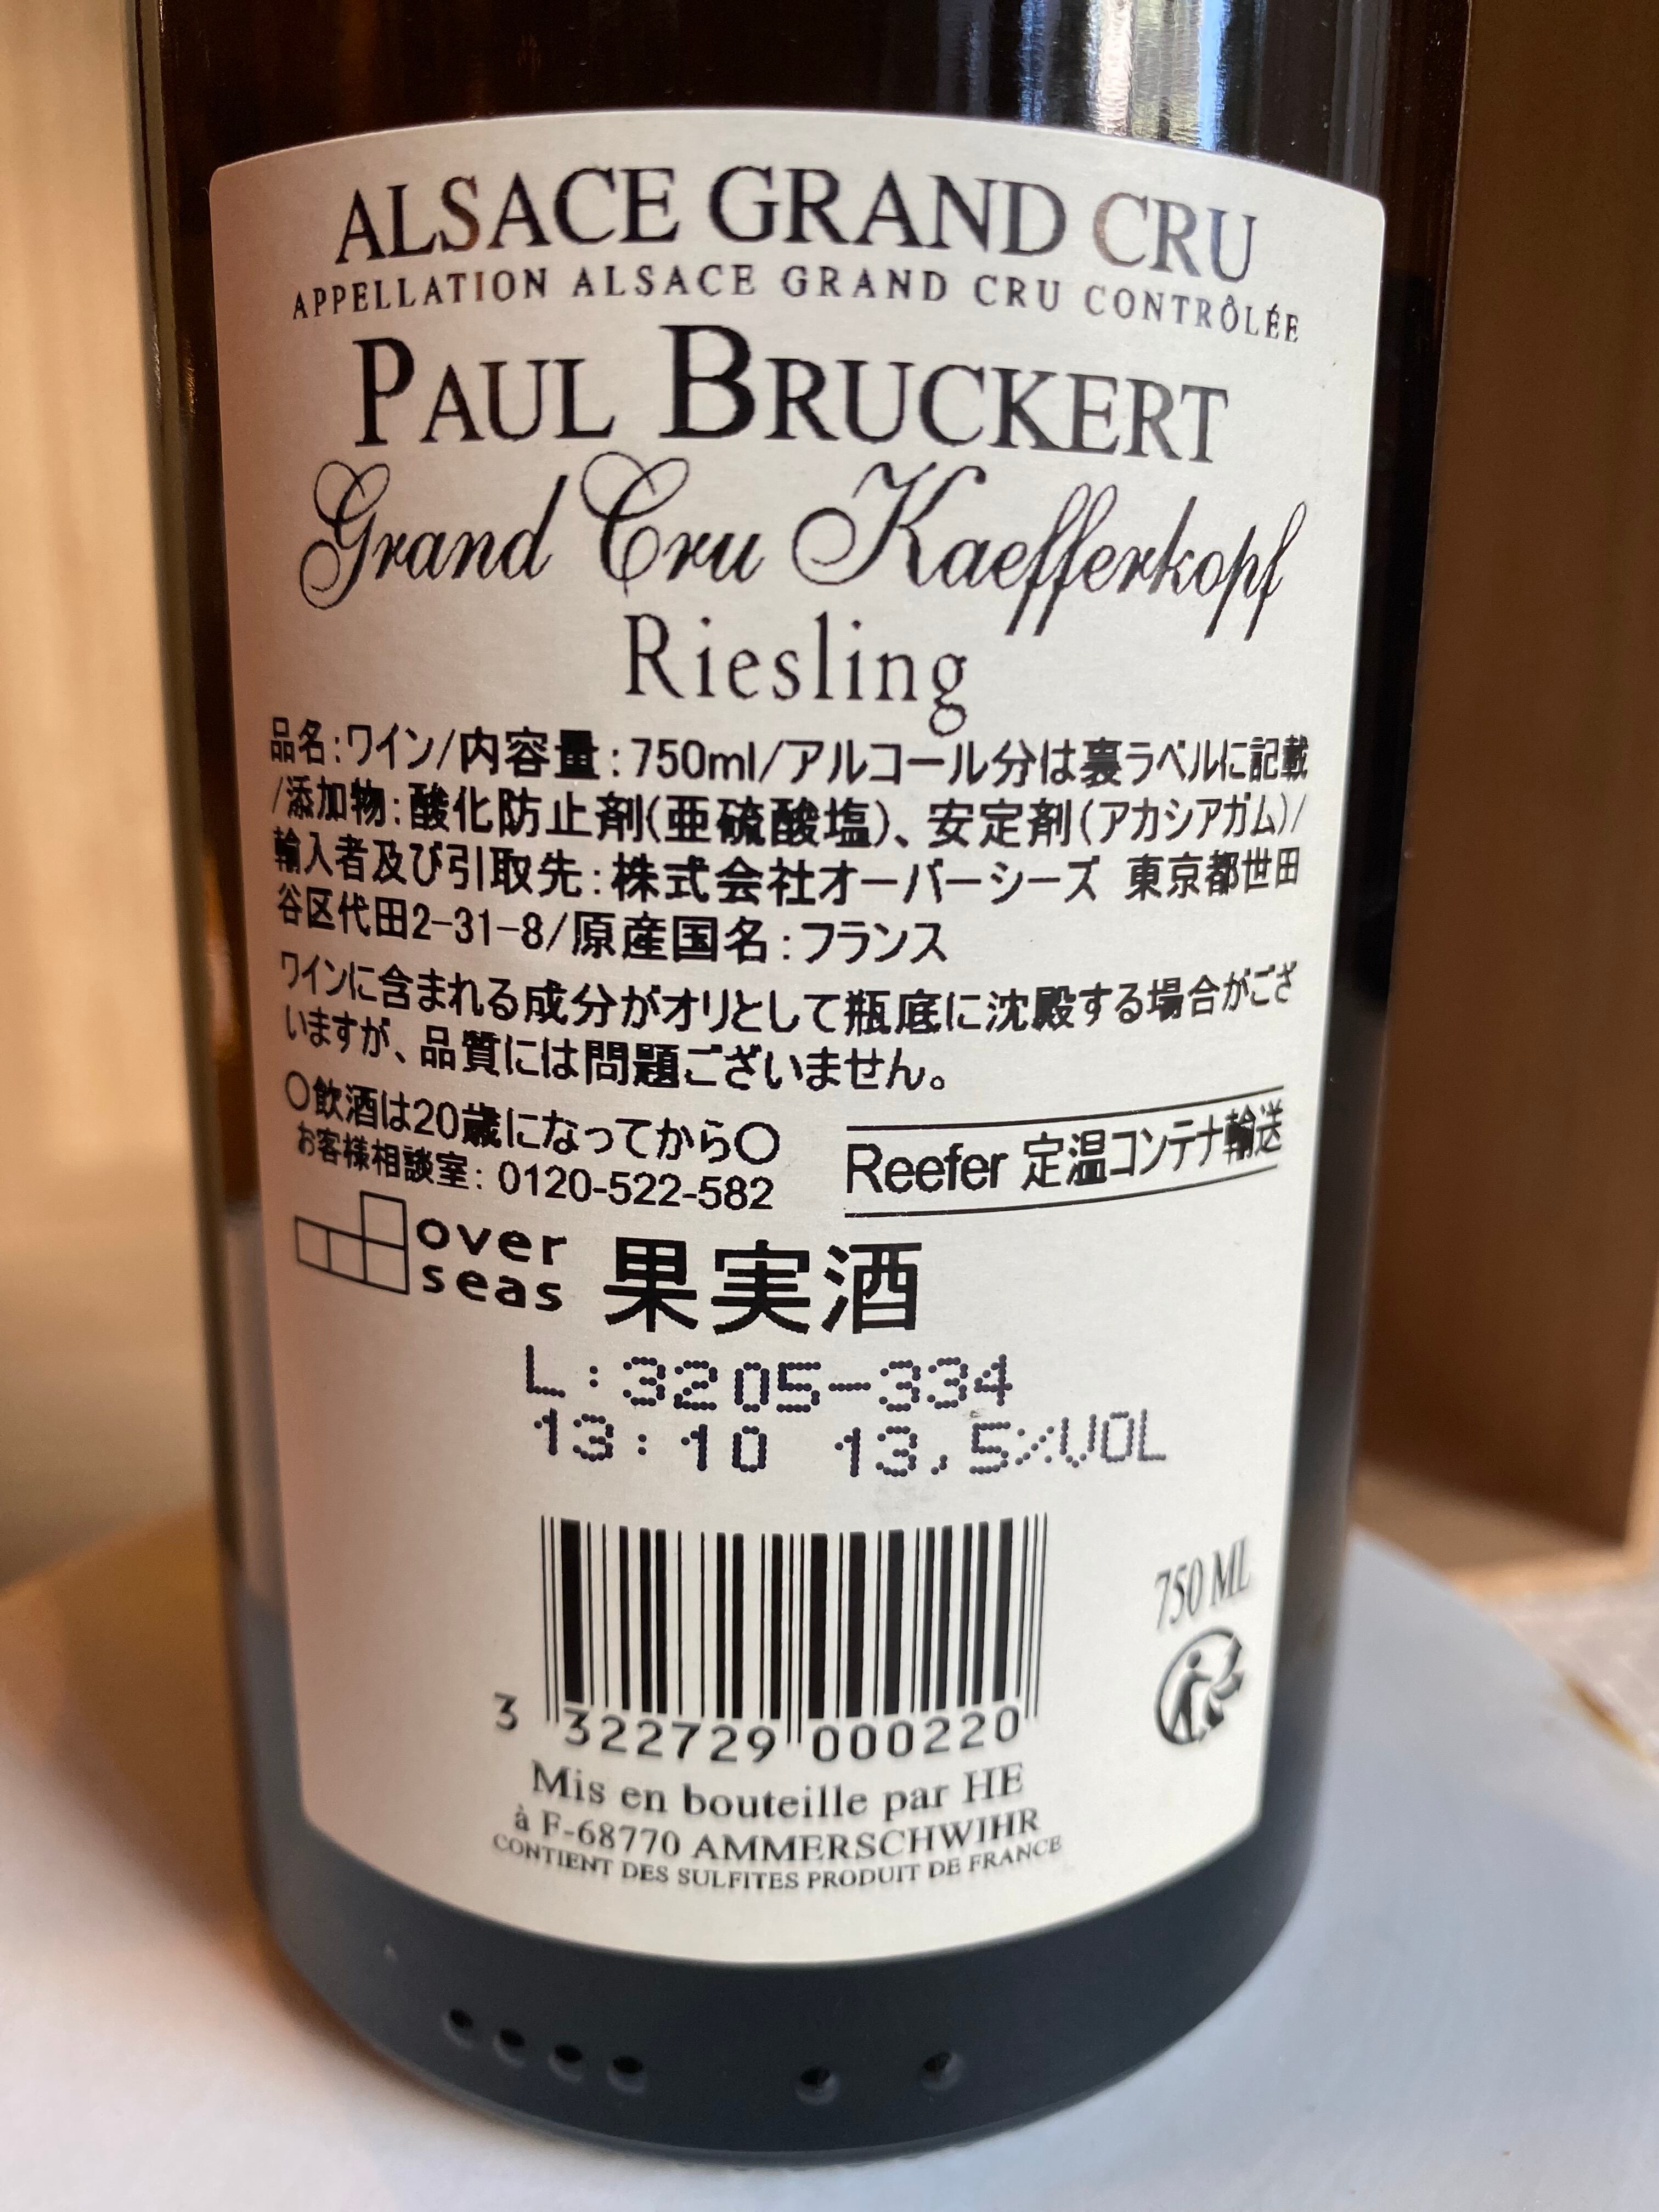 ALSACE GRAND CRU
APPELLATION ALSACE GRAND CRU CONTRÔLÉE
PAUL BRUCKERT
Grand Cru Kaefferkopf
Riesling
品名:ワイン/内容量:750ml/アルコール分は裏ラベルに記載
/添加物:酸化防止剤(亜硫酸塩)、安定剤(アカシアガム)/
輸入者及び引取先:株式会社オーバーシーズ 東京都世田
谷区代田2-31-8/原産国名:フランス
ワインに含まれる成分がオリとして瓶底に沈殿する場合がござ
いますが、品質には問題ございません。
〇飲酒は20歳になってから〇
お客様相談室: 0120-522-582
Reefer 定温コンテナ輸送
over
seas
果実酒
L:3205-334
13:10 13,5%VOL
750 ML
3 322729 000220
Mis en bouteille par HE
à F-68770 AMMERSCHWIHR
CONTIENT DES SULFITES PRODUIT DE FRANCE